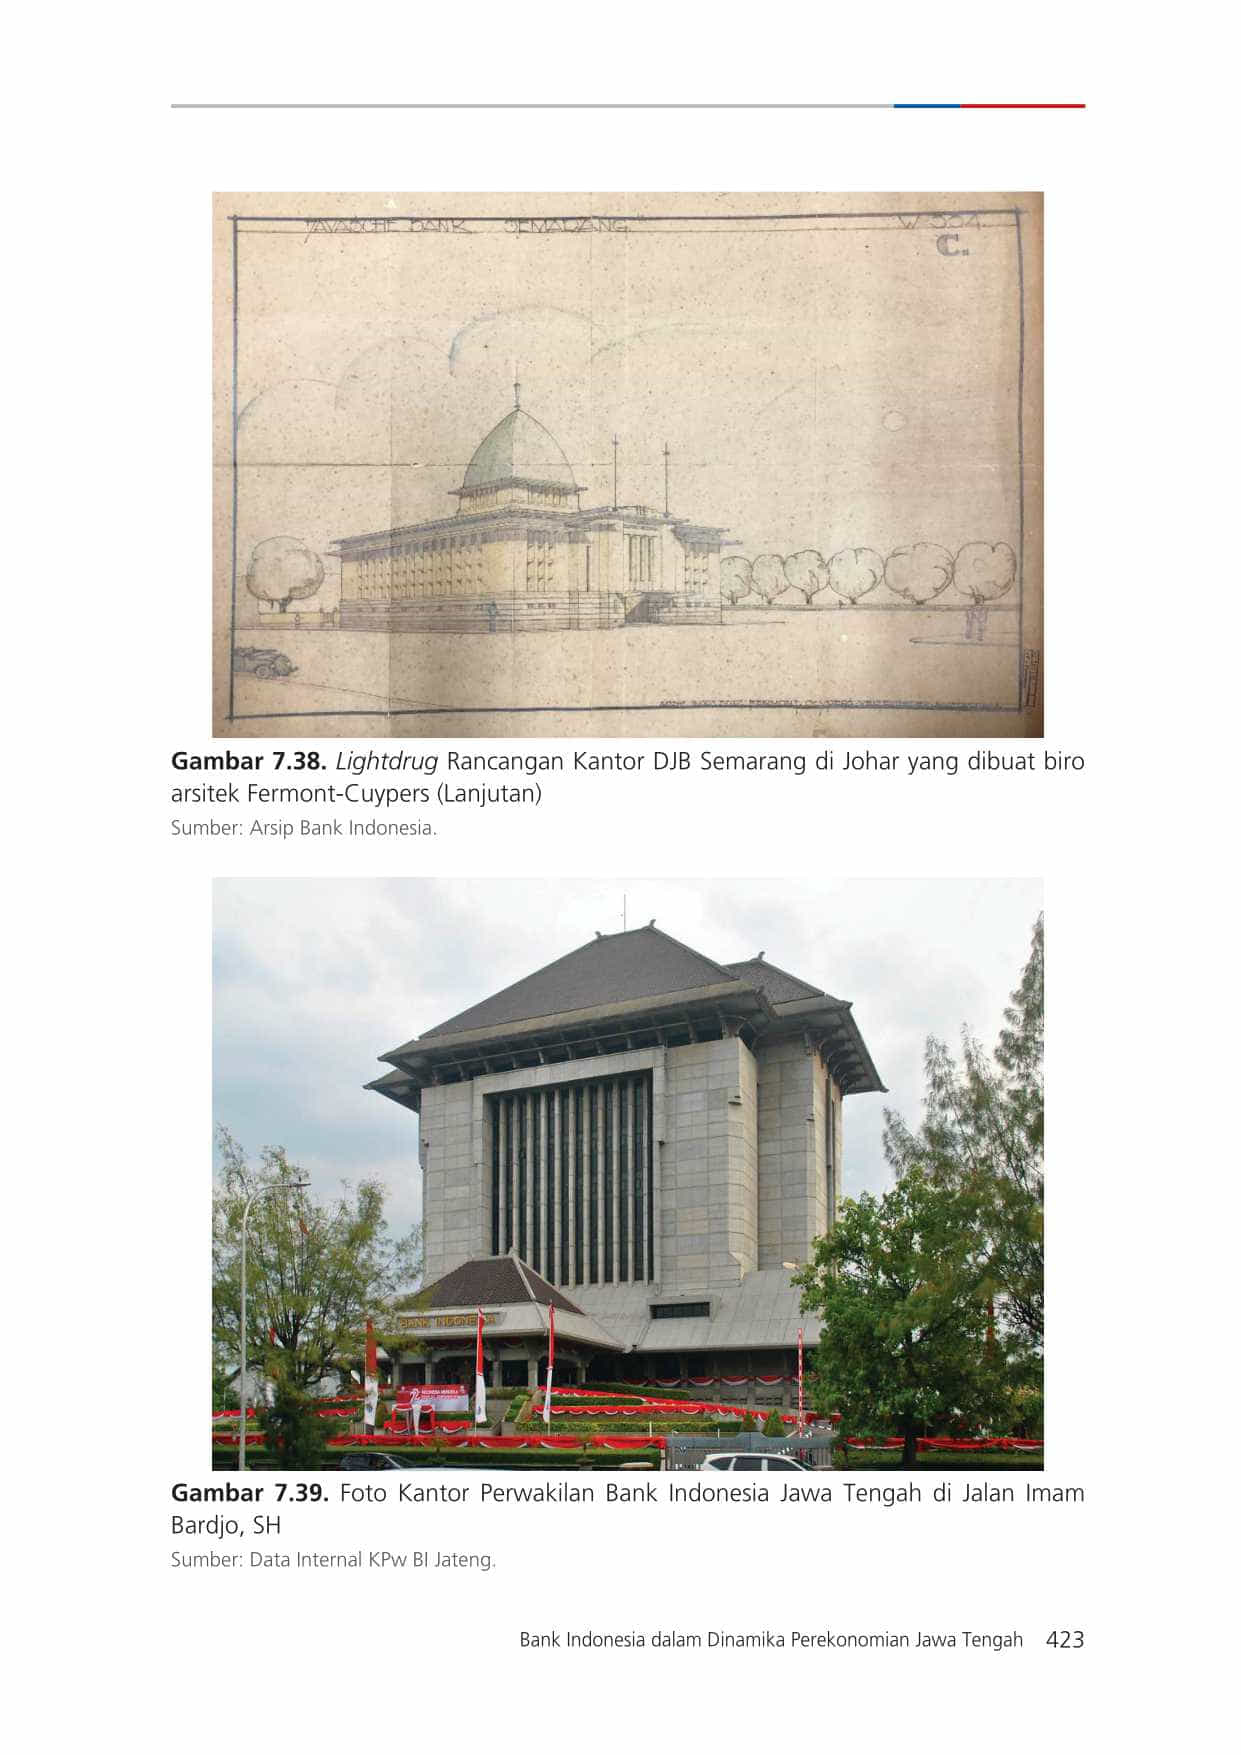 "JAVASCHE BANK SEMARANG" W 334.
C.
Gambar 7.38. Lightdrug Rancangan Kantor DJB Semarang di Johar yang dibuat biro
arsitek Fermont-Cuypers (Lanjutan)
Sumber: Arsip Bank Indonesia.
BANK INDONESIA
Gambar 7.39. Foto Kantor Perwakilan Bank Indonesia Jawa Tengah di Jalan Imam
Bardjo, SH
Sumber: Data Internal KPw BI Jateng.
Bank Indonesia dalam Dinamika Perekonomian Jawa Tengah 423